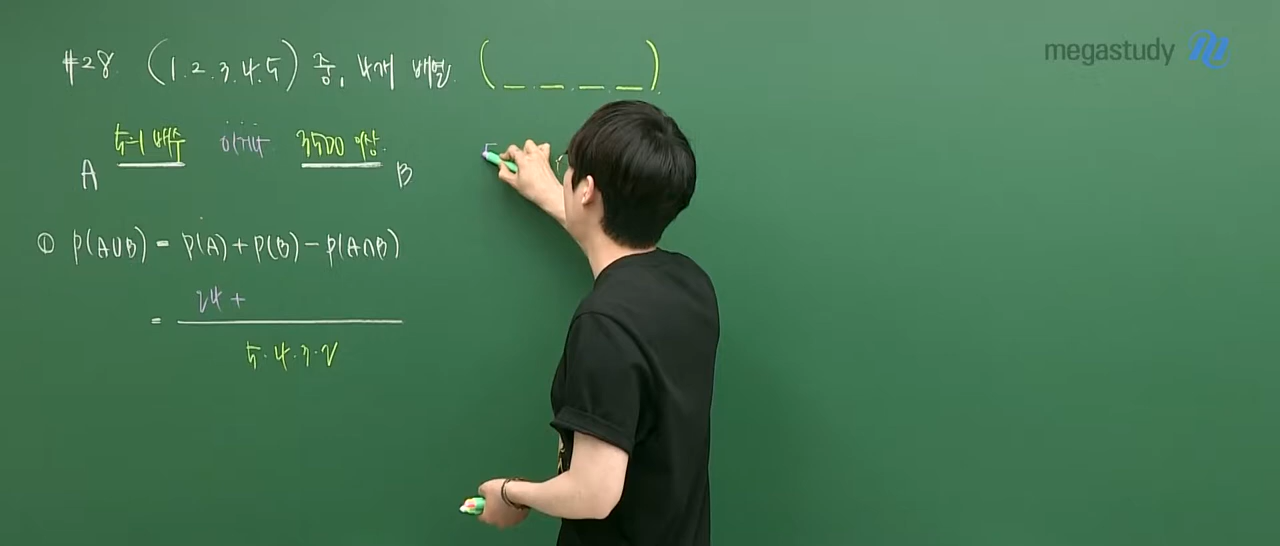 #28. (1.2.3.4.5) 중, 4개 배열. ( _ _ _ _ )
megastudy
5의 배수 이거나 3500 이상.
A B
① P(A∪B) = P(A) + P(B) - P(A∩B)
= 24 +
5·4·3·2